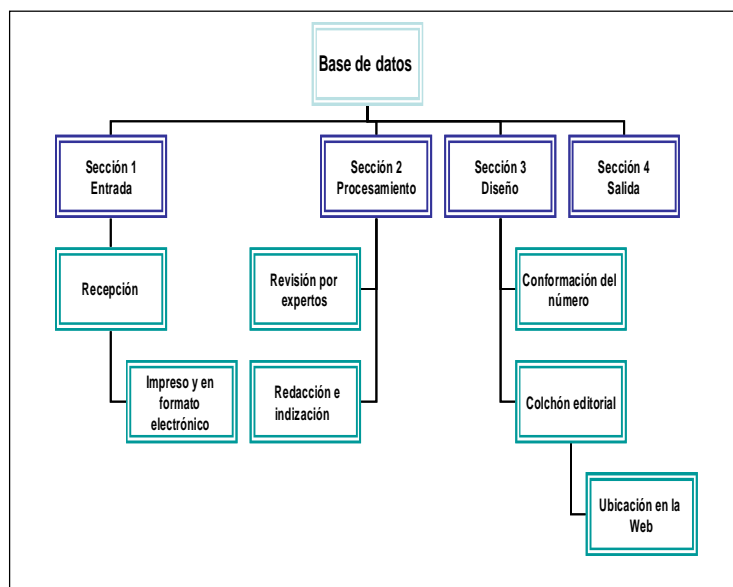 Base de datos
Sección 1
Entrada
Sección 2
Procesamiento
Sección 3
Diseño
Sección 4
Salida
Recepción
Revisión por
expertos
Conformación del
número
Impreso y en
formato
electrónico
Redacción e
indización
Colchón editorial
Ubicación en la
Web